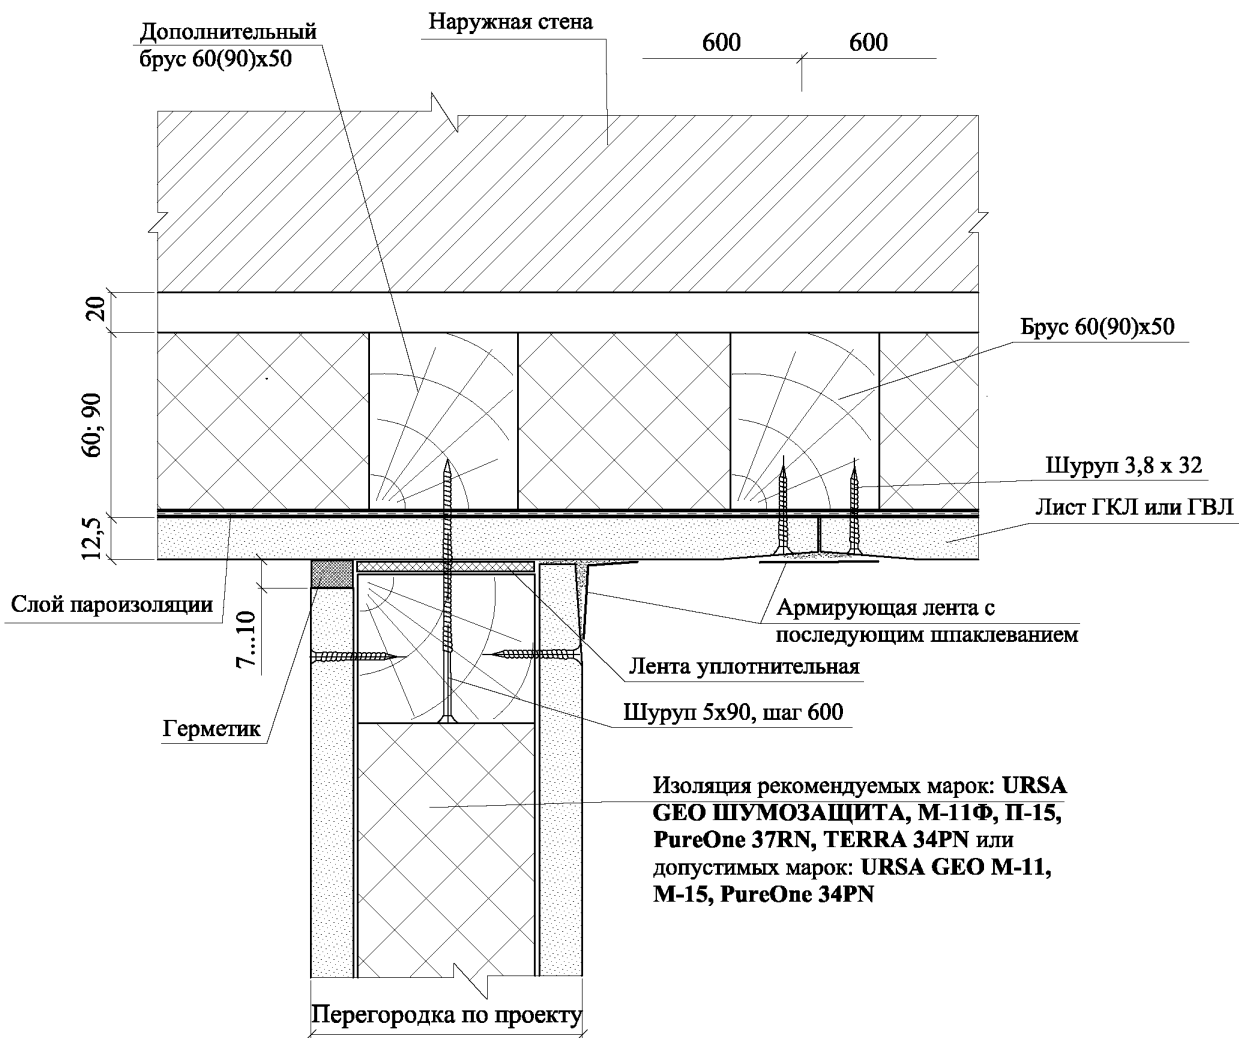 Дополнительный
брус 60(90)х50
Наружная стена
600
600
20
Брус 60(90)х50
60; 90
Шуруп 3,8 х 32
Лист ГКЛ или ГВЛ
12,5
Слой пароизоляции
7...10
Армирующая лента с
последующим шпаклеванием
Лента уплотнительная
Шуруп 5х90, шаг 600
Герметик
Изоляция рекомендуемых марок: URSA
GEO ШУМОЗАЩИТА, М-11Ф, П-15,
PureOne 37RN, TERRA 34PN или
допустимых марок: URSA GEO М-11,
М-15, PureOne 34PN
Перегородка по проекту